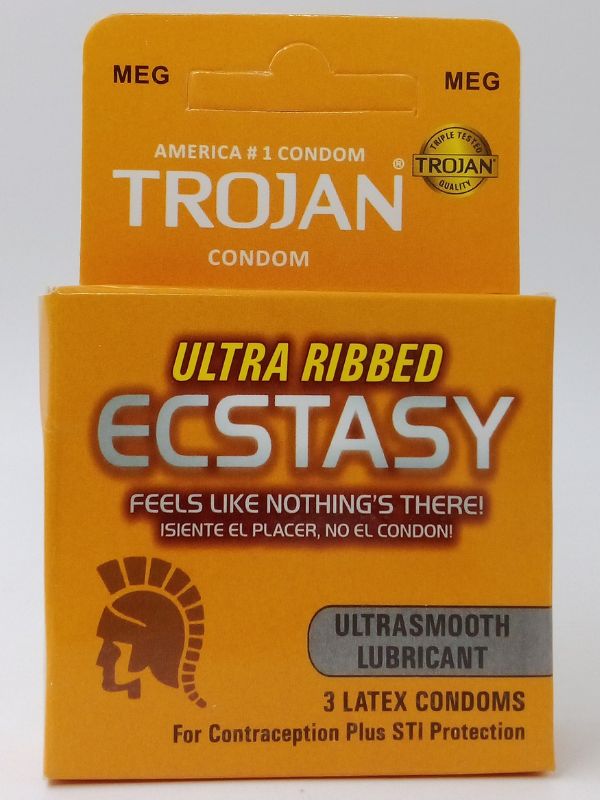 MEG
MEG
AMERICA # 1 CONDOM
TROJAN®
CONDOM
TRIPLE TESTED
TROJAN®
QUALITY
ULTRA RIBBED
ECSTASY
FEELS LIKE NOTHING'S THERE!
¡SIENTE EL PLACER, NO EL CONDON!
ULTRASMOOTH
LUBRICANT
3 LATEX CONDOMS
For Contraception Plus STI Protection